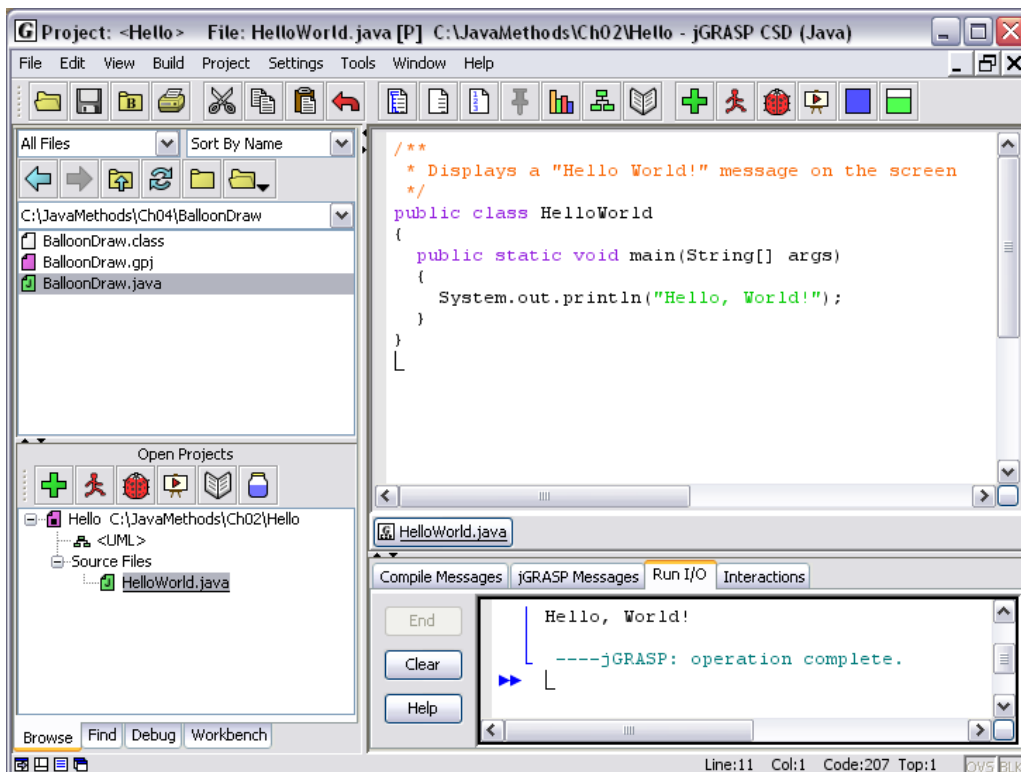 Project: <Hello> File: HelloWorld.java [P] C:\JavaMethods\Ch02\Hello - jGRASP CSD (Java)
File Edit View Build Project Settings Tools Window Help
All Files
Sort By Name
C:\JavaMethods\Ch04\BalloonDraw
BalloonDraw.class
BalloonDraw.gpj
BalloonDraw.java
Open Projects
Hello C:\JavaMethods\Ch02\Hello
<UML>
Source Files
HelloWorld.java
Browse Find Debug Workbench
/**
 * Displays a "Hello World!" message on the screen
 */
public class HelloWorld
{
  public static void main(String[] args)
  {
    System.out.println("Hello, World!");
  }
}
HelloWorld.java
Compile Messages jGRASP Messages Run I/O Interactions
End
Clear
Help
Hello, World!
----jGRASP: operation complete.
Line:11 Col:1 Code:207 Top:1 OVS BLK